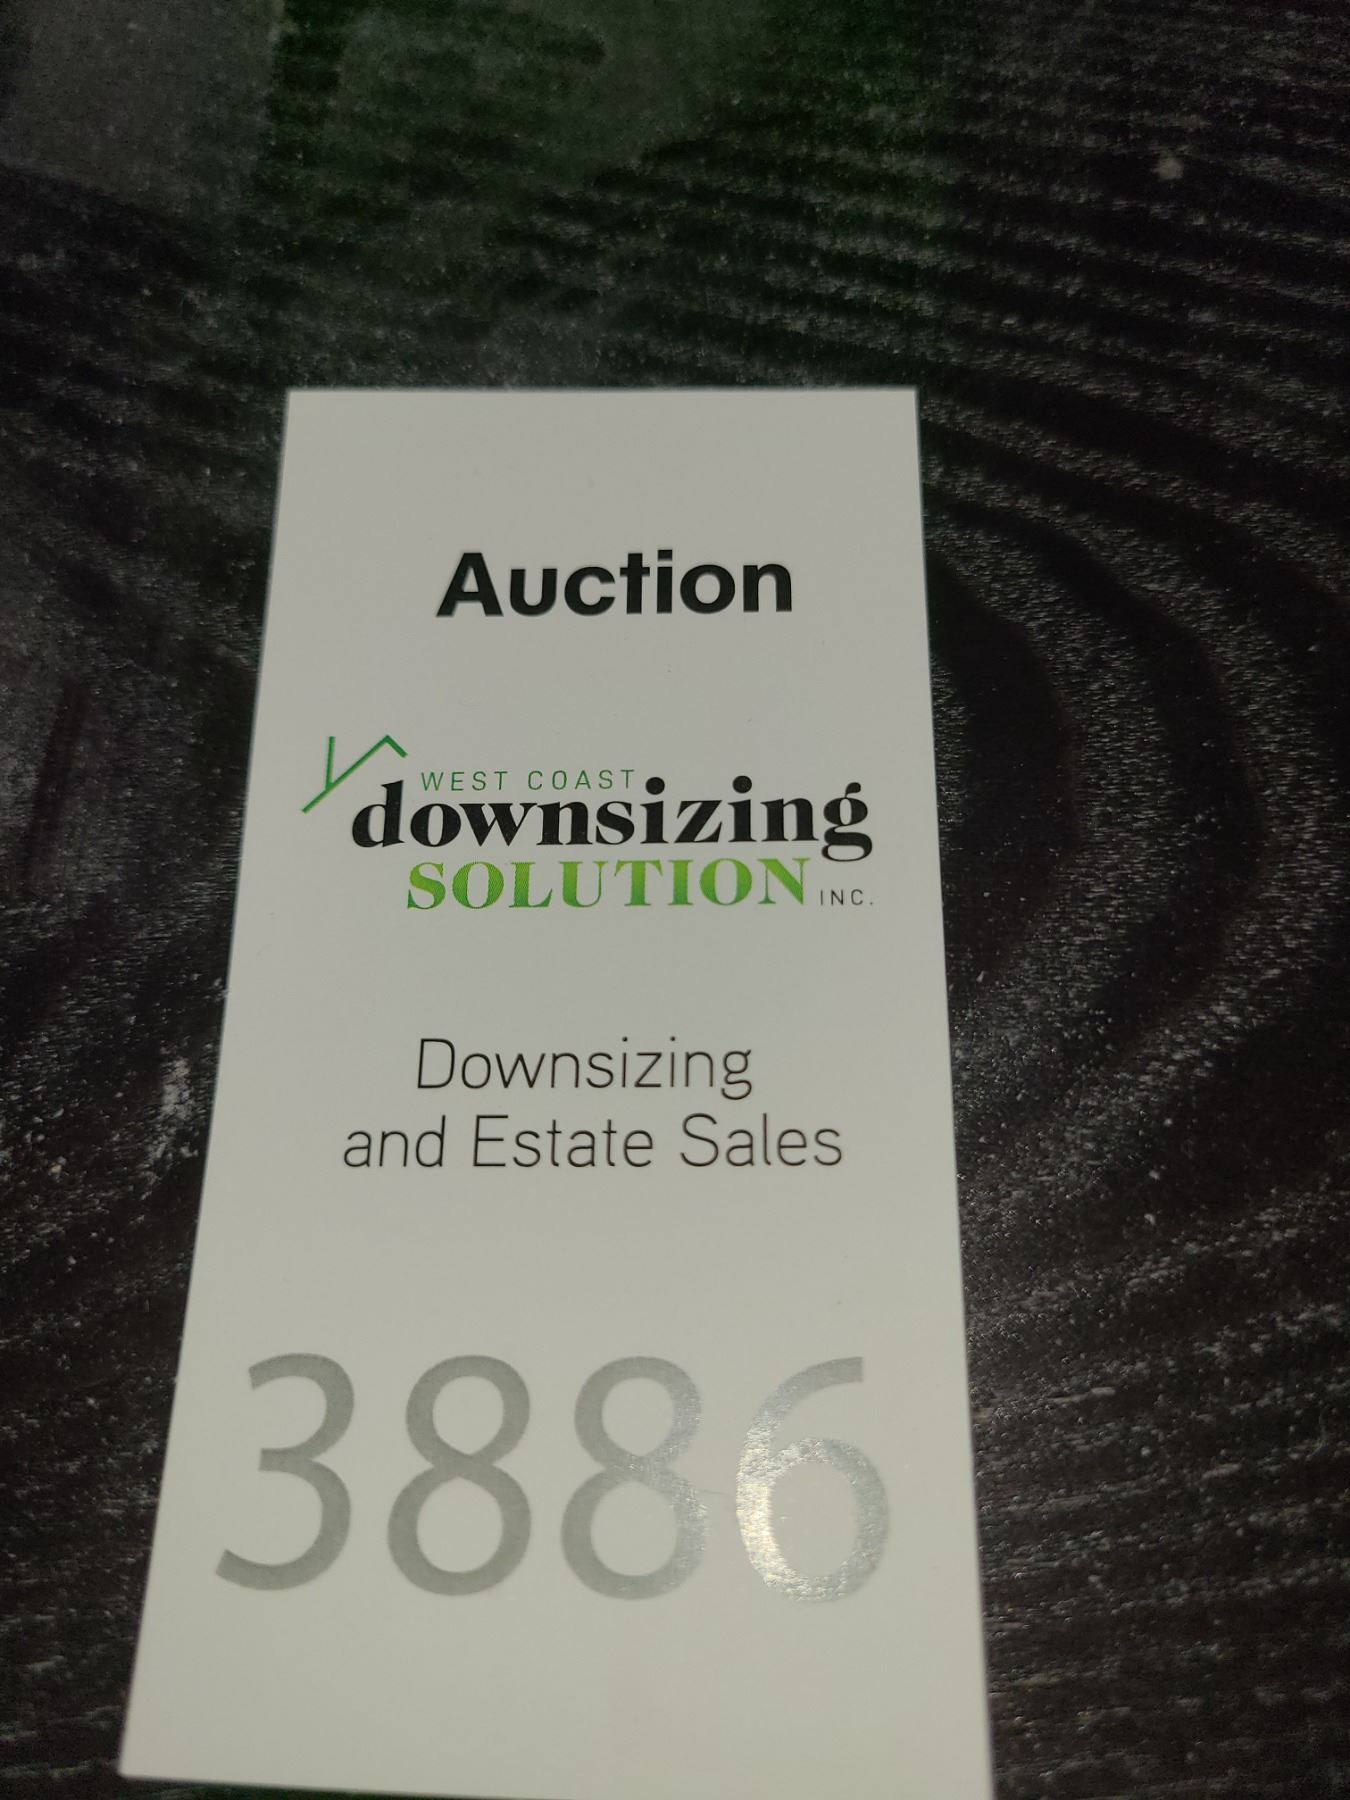 Auction
WEST COAST
downsizing
SOLUTION INC.
Downsizing
and Estate Sales
3886